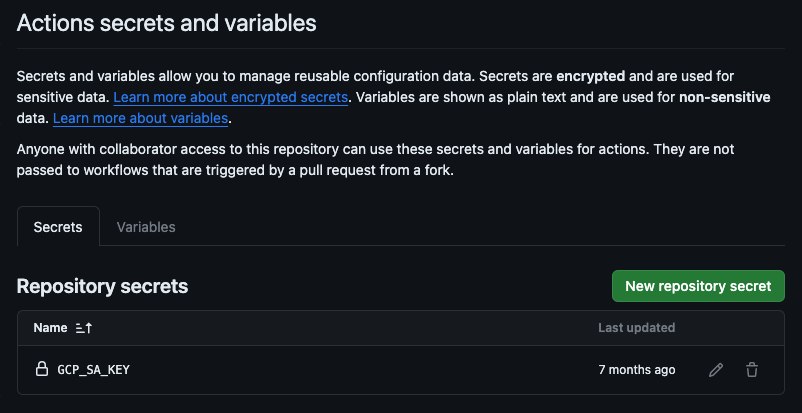 Actions secrets and variables
Secrets and variables allow you to manage reusable configuration data. Secrets are encrypted and are used for
sensitive data. Learn more about encrypted secrets. Variables are shown as plain text and are used for non-sensitive
data. Learn more about variables.
Anyone with collaborator access to this repository can use these secrets and variables for actions. They are not
passed to workflows that are triggered by a pull request from a fork.
Secrets Variables
Repository secrets New repository secret
Name Last updated
GCP_SA_KEY 7 months ago